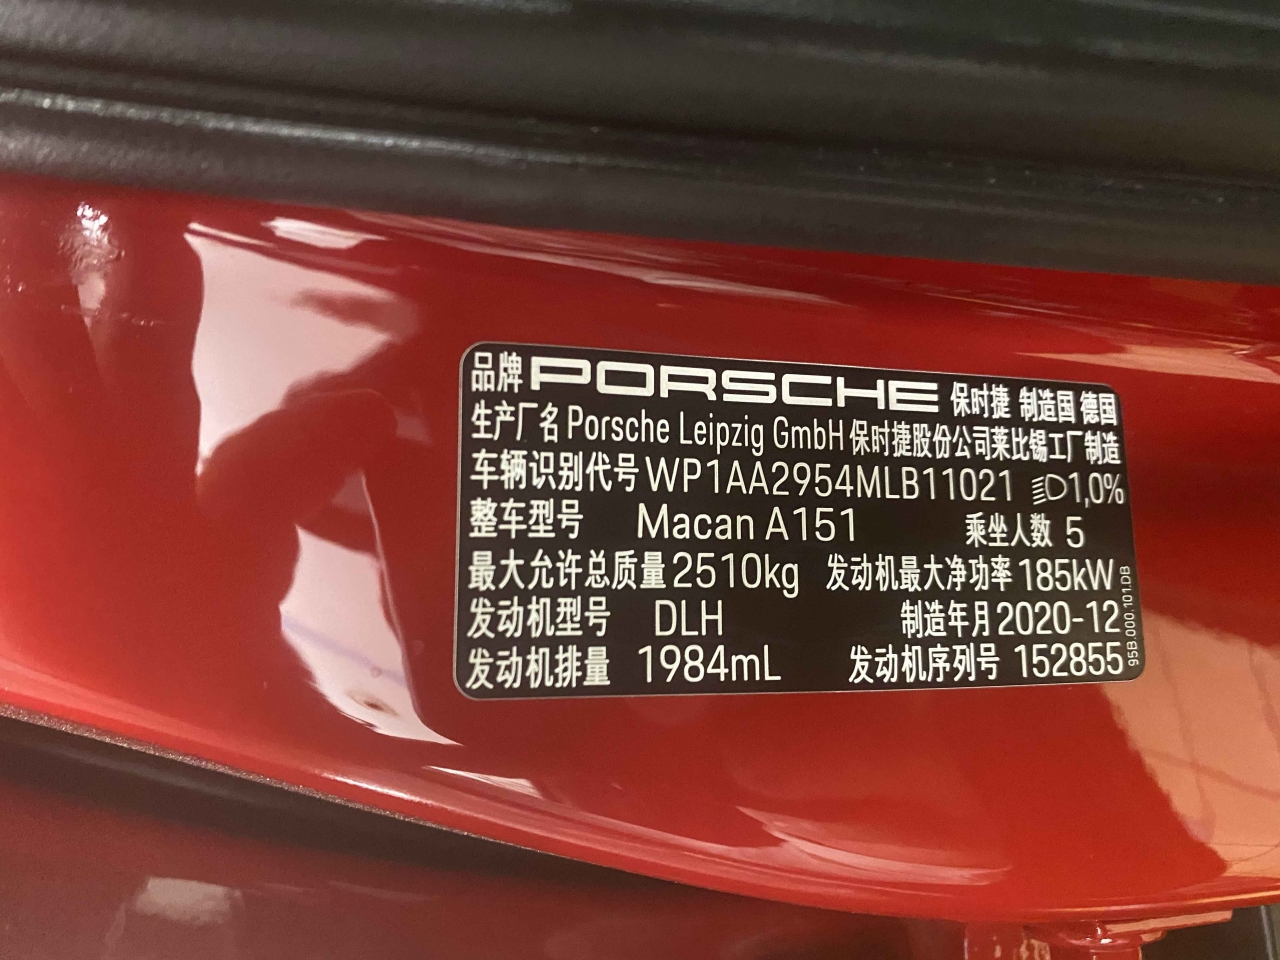 品牌 PORSCHE 保时捷 制造国 德国
生产厂名 Porsche Leipzig GmbH 保时捷股份公司莱比锡工厂制造
车辆识别代号 WP1AA2954MLB11021 1,0%
整车型号 Macan A151 乘坐人数 5
最大允许总质量 2510kg 发动机最大净功率 185kW
发动机型号 DLH 制造年月 2020-12
发动机排量 1984mL 发动机序列号 152855
95B.000.101.DB